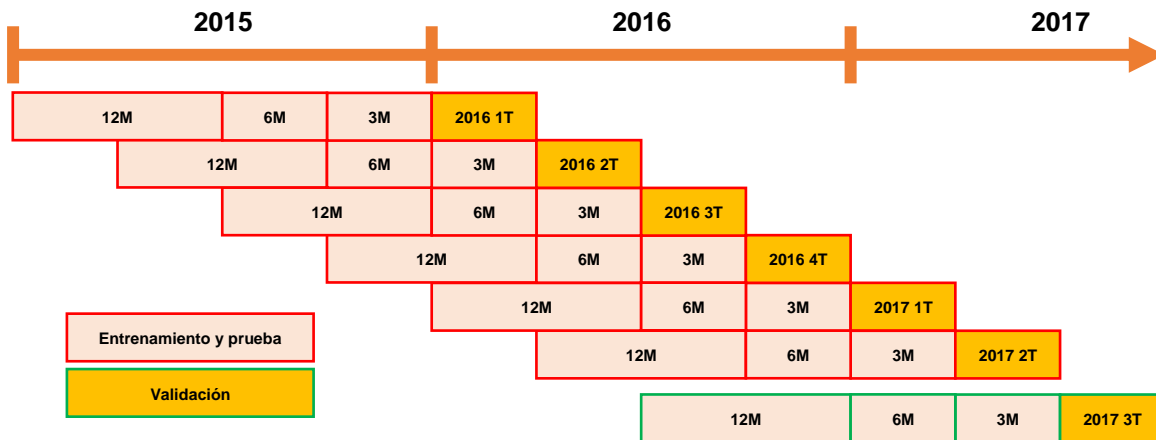 2015 2016 2017
12M 6M 3M 2016 1T
12M 6M 3M 2016 2T
12M 6M 3M 2016 3T
12M 6M 3M 2016 4T
12M 6M 3M 2017 1T
12M 6M 3M 2017 2T
12M 6M 3M 2017 3T
Entrenamiento y prueba
Validación